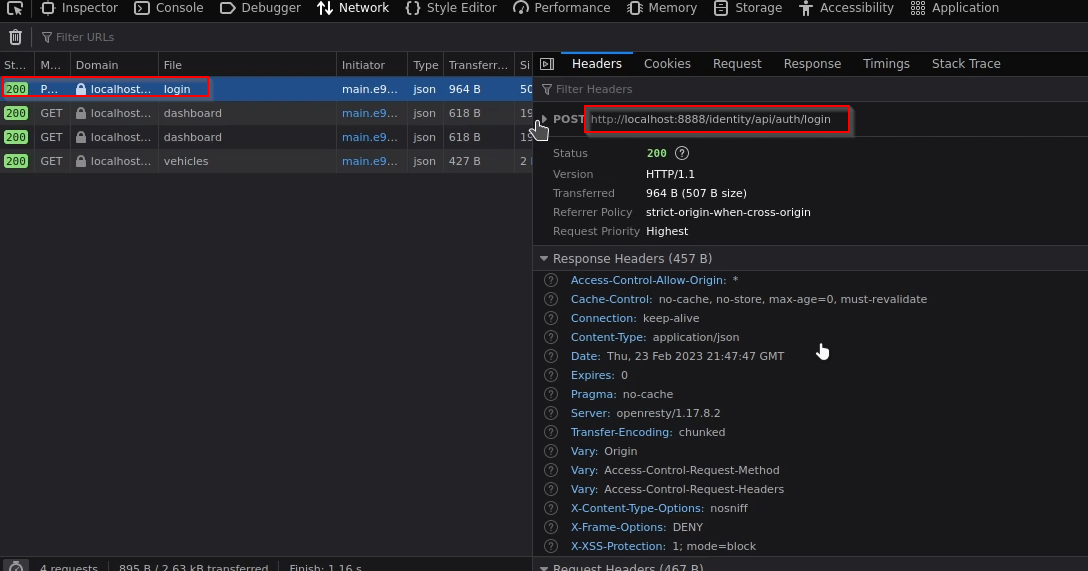 Inspector Console Debugger Network Style Editor Performance Memory Storage Accessibility Application
Filter URLs
St... M... Domain File Initiator Type Transferr... Si
200 P... localhost... login main.e9... json 964 B 50
200 GET localhost... dashboard main.e9... json 618 B 19
200 GET localhost... dashboard main.e9... json 618 B 19
200 GET localhost... vehicles main.e9... json 427 B 2
4 requests 895 B / 2.63 kB transferred Finish: 1.16 s
Headers Cookies Request Response Timings Stack Trace
Filter Headers
POST http://localhost:8888/identity/api/auth/login
Status 200
Version HTTP/1.1
Transferred 964 B (507 B size)
Referrer Policy strict-origin-when-cross-origin
Request Priority Highest
Response Headers (457 B)
Access-Control-Allow-Origin: *
Cache-Control: no-cache, no-store, max-age=0, must-revalidate
Connection: keep-alive
Content-Type: application/json
Date: Thu, 23 Feb 2023 21:47:47 GMT
Expires: 0
Pragma: no-cache
Server: openresty/1.17.8.2
Transfer-Encoding: chunked
Vary: Origin
Vary: Access-Control-Request-Method
Vary: Access-Control-Request-Headers
X-Content-Type-Options: nosniff
X-Frame-Options: DENY
X-XSS-Protection: 1; mode=block
Request Headers (467 B)